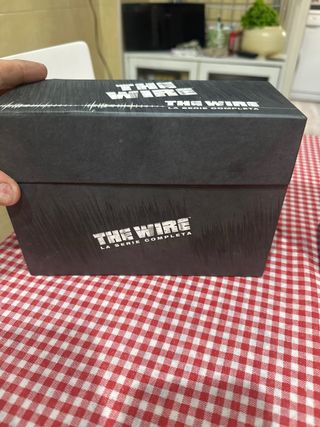 THE
WIRE
THE WIRE
LA SERIE COMPLETA
THE WIRE
LA SERIE COMPLETA